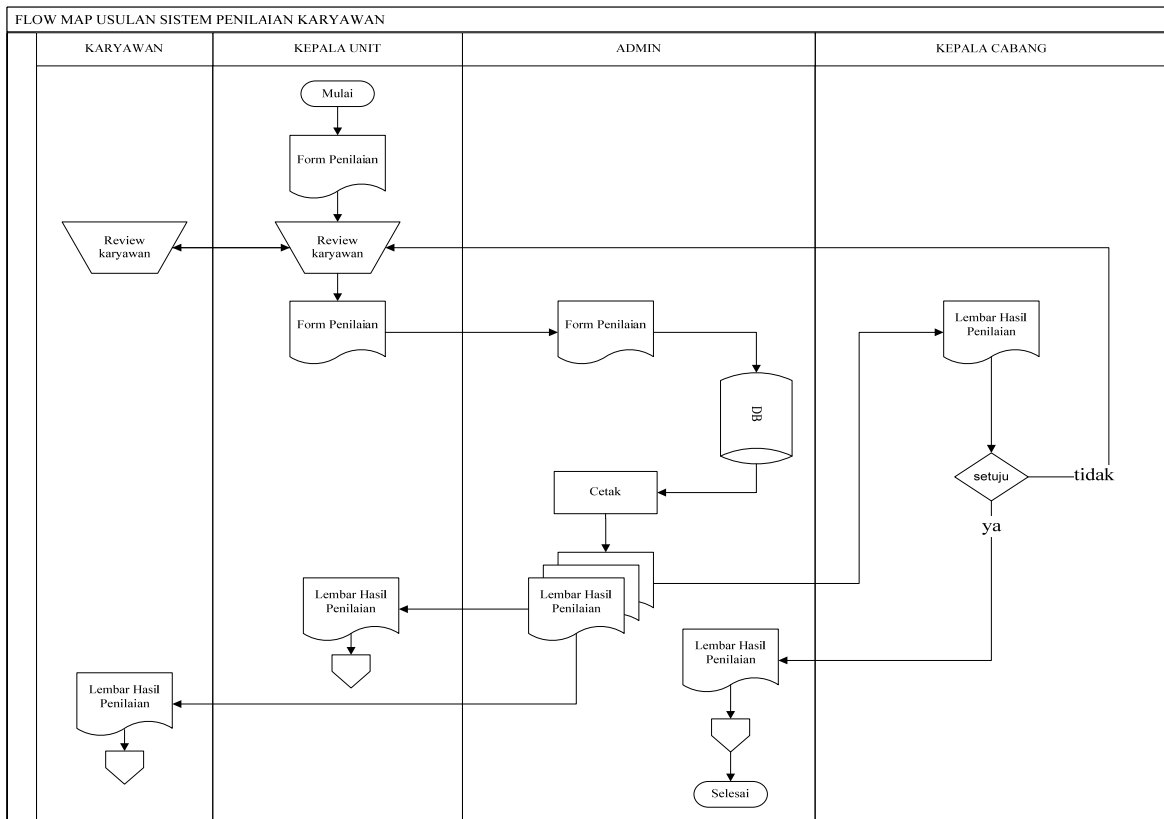 FLOW MAP USULAN SISTEM PENILAIAN KARYAWAN
KARYAWAN
KEPALA UNIT
ADMIN
KEPALA CABANG
Mulai
Form Penilaian
Review
karyawan
Review
karyawan
Form Penilaian
Form Penilaian
Lembar Hasil
Penilaian
DB
setuju
tidak
Cetak
ya
Lembar Hasil
Penilaian
Lembar Hasil
Penilaian
Lembar Hasil
Penilaian
Lembar Hasil
Penilaian
Selesai